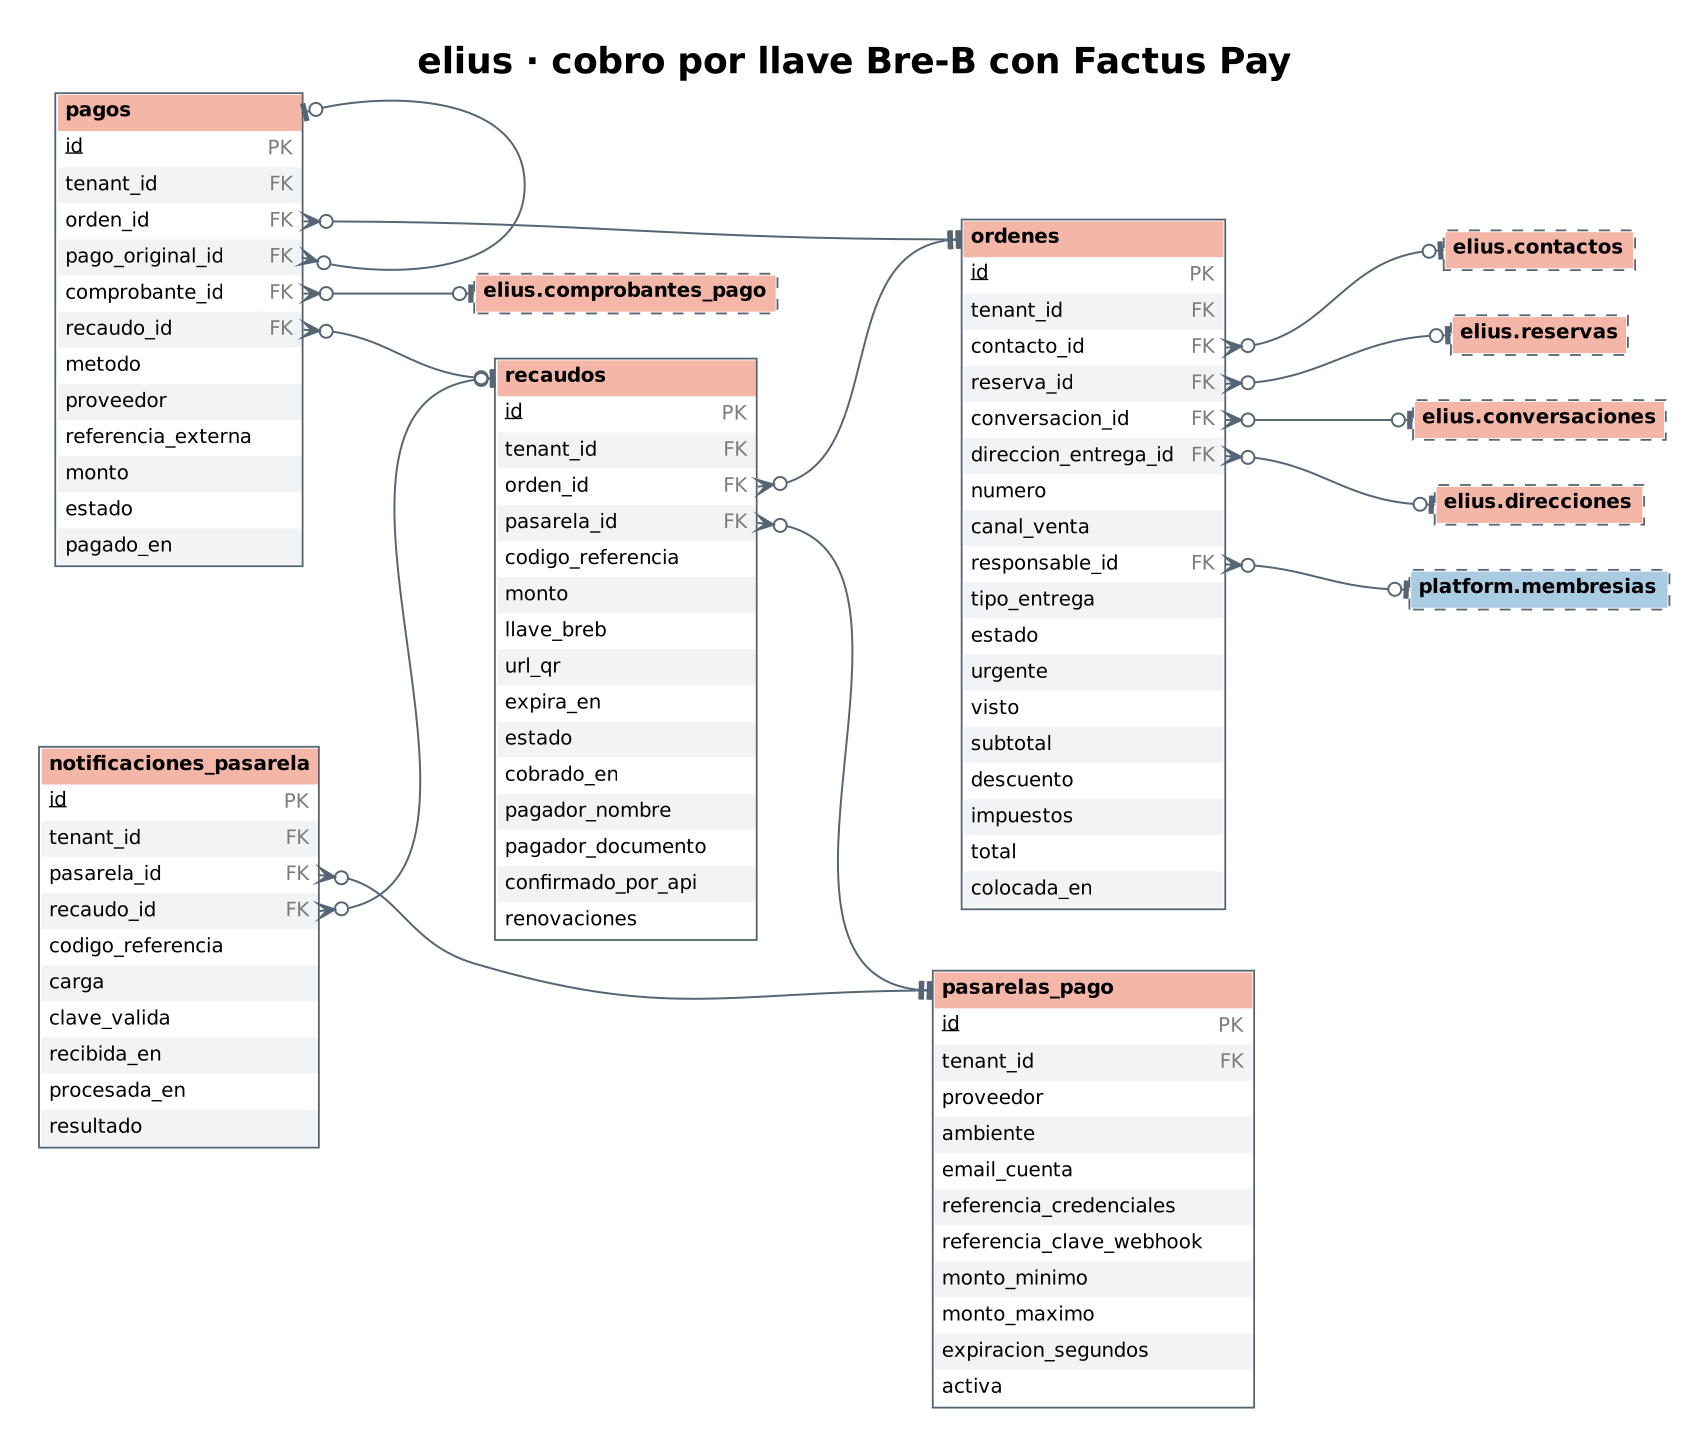 elius · cobro por llave Bre-B con Factus Pay
pagos
id PK
tenant_id FK
orden_id FK
pago_original_id FK
comprobante_id FK
recaudo_id FK
metodo
proveedor
referencia_externa
monto
estado
pagado_en
elius.comprobantes_pago
recaudos
id PK
tenant_id FK
orden_id FK
pasarela_id FK
codigo_referencia
monto
llave_breb
url_qr
expira_en
estado
cobrado_en
pagador_nombre
pagador_documento
confirmado_por_api
renovaciones
ordenes
id PK
tenant_id FK
contacto_id FK
reserva_id FK
conversacion_id FK
direccion_entrega_id FK
numero
canal_venta
responsable_id FK
tipo_entrega
estado
urgente
visto
subtotal
descuento
impuestos
total
colocada_en
elius.contactos
elius.reservas
elius.conversaciones
elius.direcciones
platform.membresias
notificaciones_pasarela
id PK
tenant_id FK
pasarela_id FK
recaudo_id FK
codigo_referencia
carga
clave_valida
recibida_en
procesada_en
resultado
pasarelas_pago
id PK
tenant_id FK
proveedor
ambiente
email_cuenta
referencia_credenciales
referencia_clave_webhook
monto_minimo
monto_maximo
expiracion_segundos
activa